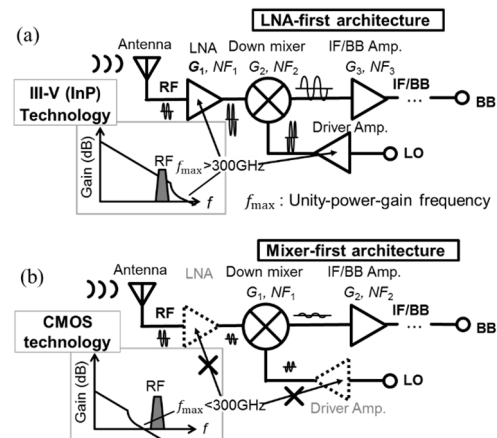 (a)
LNA-first architecture
Antenna
LNA
Down mixer
IF/BB Amp.
G₁, NF₁
G₂, NF₂
G₃, NF₃
RF
IF/BB
...
BB
III-V (InP)
Technology
Driver Amp.
LO
Gain (dB)
RF
fmax>300GHz
f
fmax : Unity-power-gain frequency
Mixer-first architecture
(b)
Antenna
LNA
Down mixer
IF/BB Amp.
G₁, NF₁
G₂, NF₂
RF
IF/BB
...
BB
CMOS
technology
LO
Driver Amp.
Gain (dB)
RF
fmax<300GHz
f